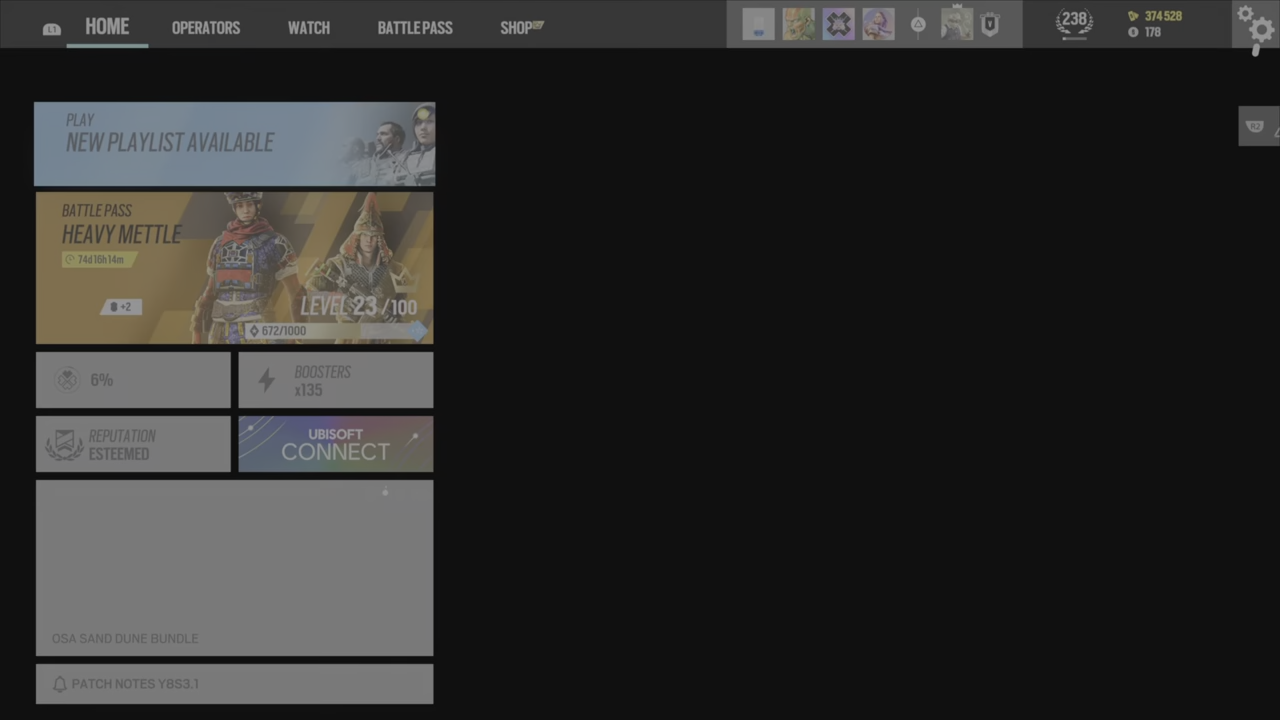 L1
HOME
OPERATORS
WATCH
BATTLE PASS
SHOP
238
374 528
178
R2
PLAY
NEW PLAYLIST AVAILABLE
BATTLE PASS
HEAVY METTLE
74d 16h 14m
+2
LEVEL 23 /100
672/1000
6%
BOOSTERS
x135
REPUTATION
ESTEEMED
UBISOFT
CONNECT
OSA SAND DUNE BUNDLE
PATCH NOTES Y8S3.1